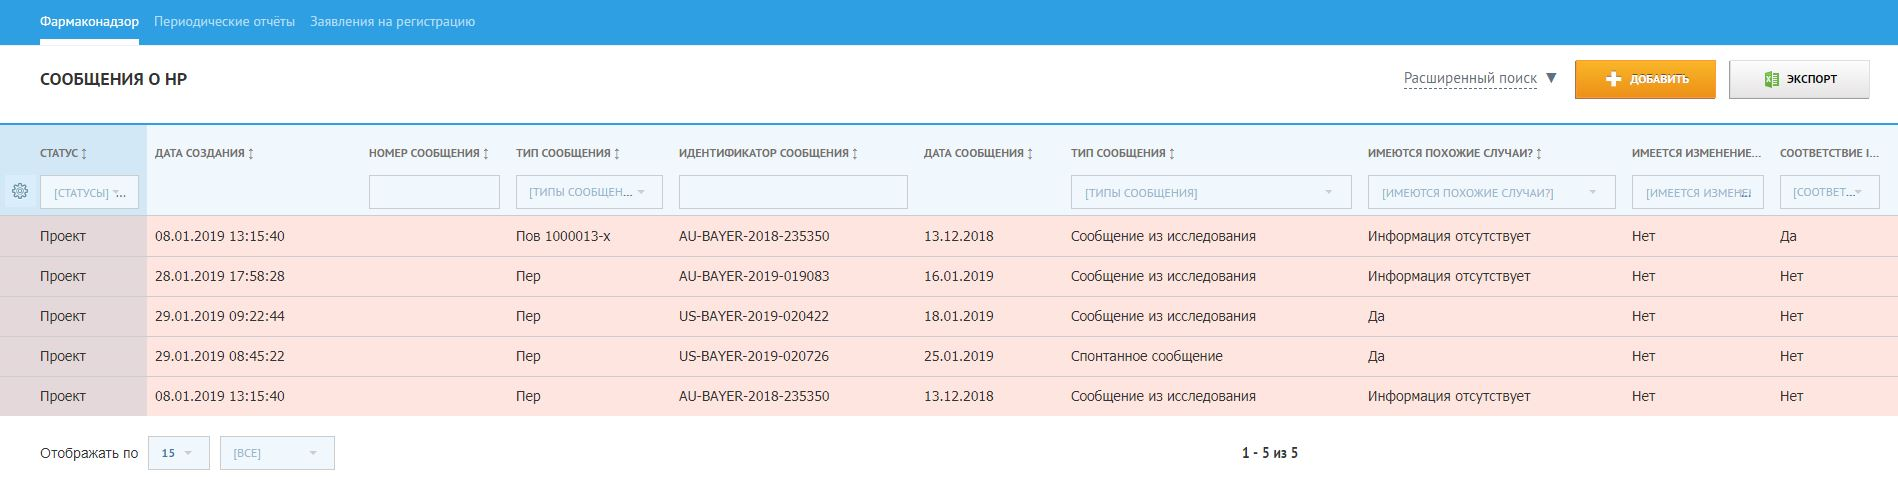 Фармаконадзор Периодические отчёты Заявления на регистрацию
СООБЩЕНИЯ О НР Расширенный поиск ▼ ДОБАВИТЬ ЭКСПОРТ
СТАТУС ДАТА СОЗДАНИЯ НОМЕР СООБЩЕНИЯ ТИП СООБЩЕНИЯ ИДЕНТИФИКАТОР СООБЩЕНИЯ ДАТА СООБЩЕНИЯ ТИП СООБЩЕНИЯ ИМЕЮТСЯ ПОХОЖИЕ СЛУЧАИ? ИМЕЕТСЯ ИЗМЕНЕНИЕ... СООТВЕТСТВИЕ I...
[СТАТУСЫ] ... [ТИПЫ СООБЩЕН... [ТИПЫ СООБЩЕНИЯ] [ИМЕЮТСЯ ПОХОЖИЕ СЛУЧАИ?] [ИМЕЕТСЯ ИЗМЕНЕ... [СООТВЕТ...
Проект 08.01.2019 13:15:40 Пов 1000013-x AU-BAYER-2018-235350 13.12.2018 Сообщение из исследования Информация отсутствует Нет Да
Проект 28.01.2019 17:58:28 Пер AU-BAYER-2019-019083 16.01.2019 Сообщение из исследования Информация отсутствует Нет Нет
Проект 29.01.2019 09:22:44 Пер US-BAYER-2019-020422 18.01.2019 Сообщение из исследования Да Нет Нет
Проект 29.01.2019 08:45:22 Пер US-BAYER-2019-020726 25.01.2019 Спонтанное сообщение Да Нет Нет
Проект 08.01.2019 13:15:40 Пер AU-BAYER-2018-235350 13.12.2018 Сообщение из исследования Информация отсутствует Нет Нет
Отображать по 15 [ВСЕ] 1 - 5 из 5